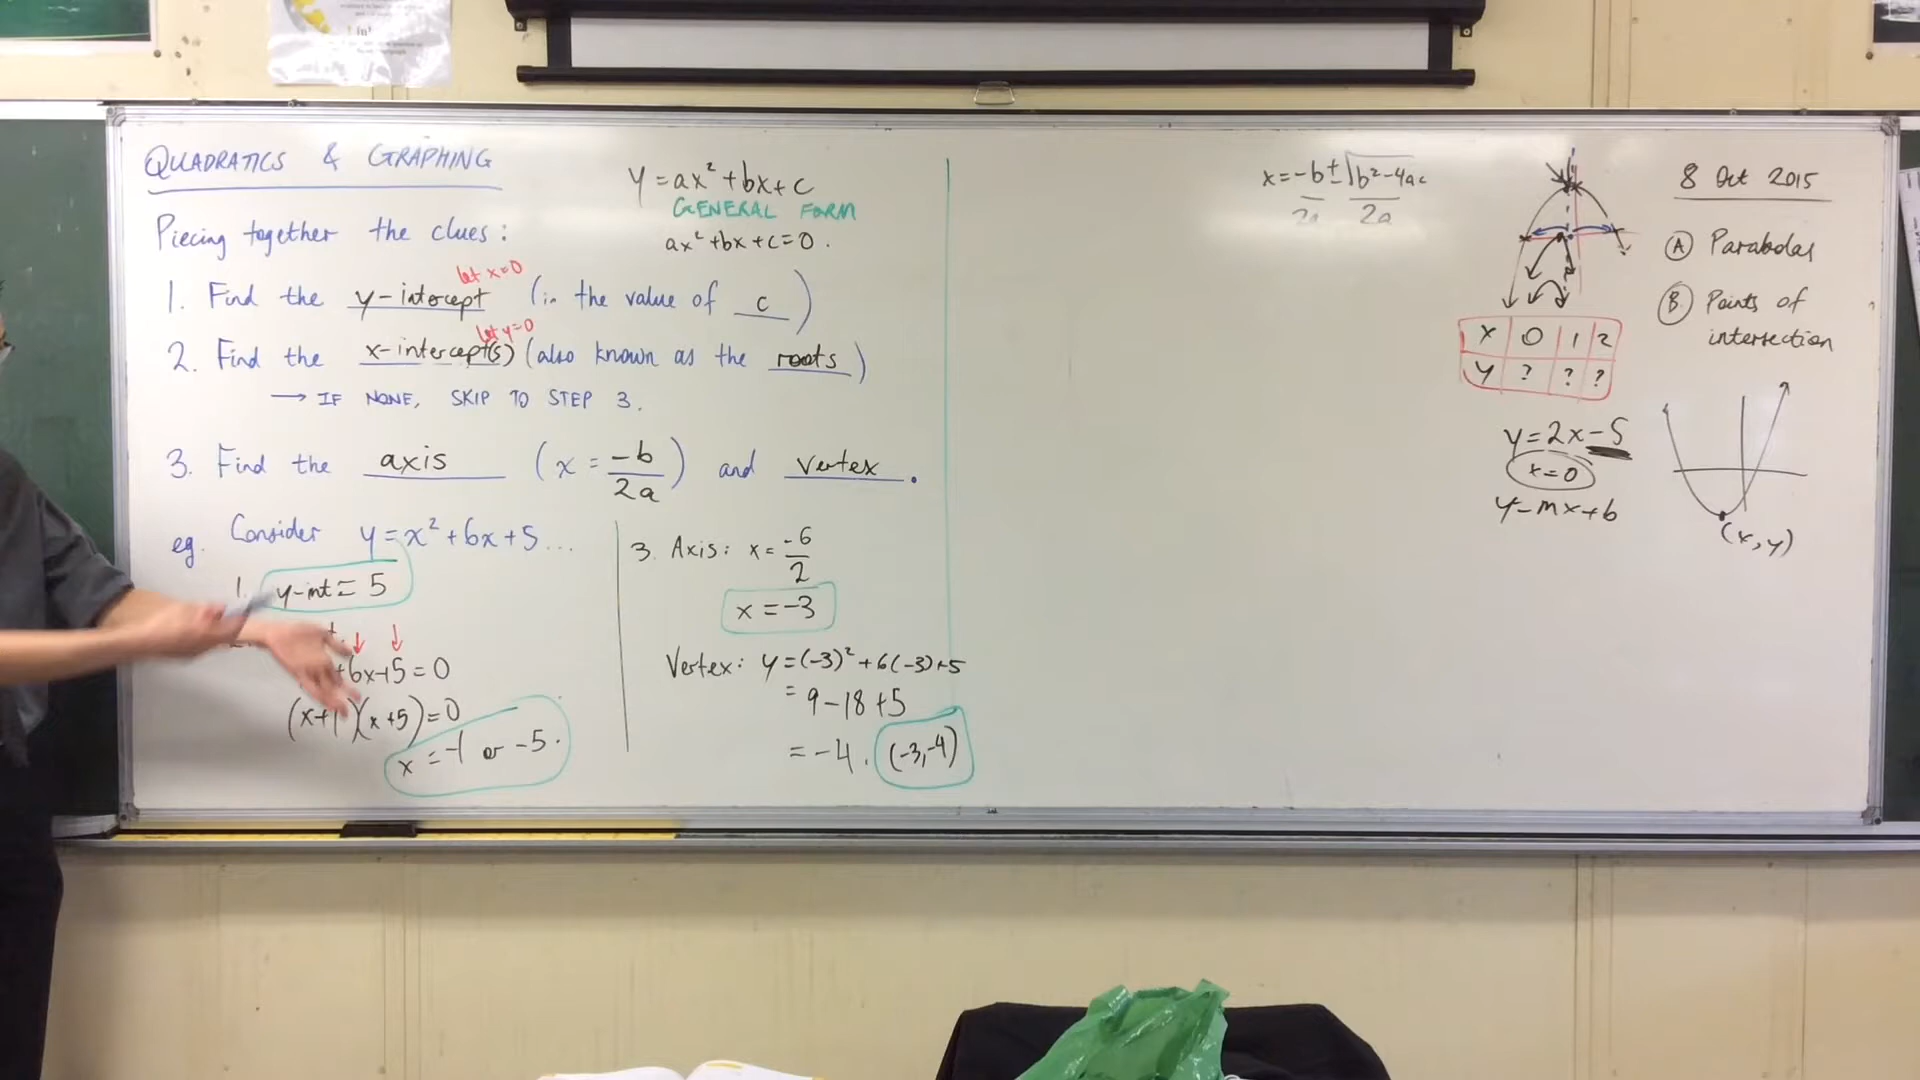 QUADRATICS & GRAPHING
Piecing together the clues:
y=ax²+bx+c
GENERAL FORM
ax²+bx+c=0.
let x=0
1. Find the y-intercept (in the value of c)
let y=0
2. Find the x-intercept(s) (also known as the roots)
→ IF NONE, SKIP TO STEP 3.
3. Find the axis (x = -b/2a) and vertex.
eg. Consider y=x²+6x+5...
1. y-int = 5
+6x+5=0
(x+1)(x+5)=0
x=-1 or -5.
3. Axis: x = -6/2
x = -3
Vertex: y=(-3)²+6(-3)+5
= 9-18+5
= -4. (-3,-4)
x = -b/2a ± √b²-4ac/2a
x 0 1 2
y ? ? ?
y=2x-5
x=0
y=mx+b
8 Oct 2015
(A) Parabolas
(B) Points of
intersection
(x,y)